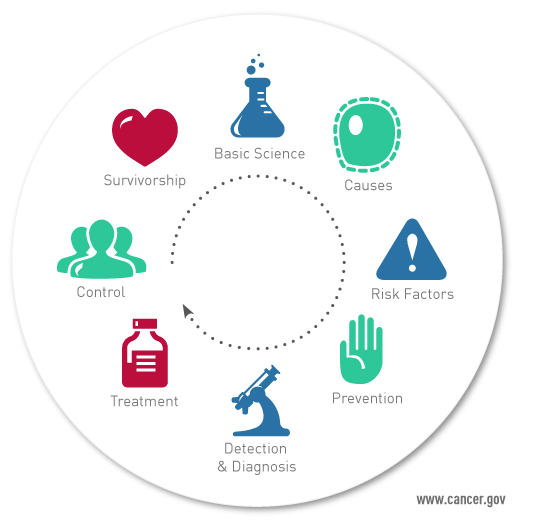 Basic Science
Causes
Risk Factors
Prevention
Detection
& Diagnosis
Treatment
Control
Survivorship
www.cancer.gov